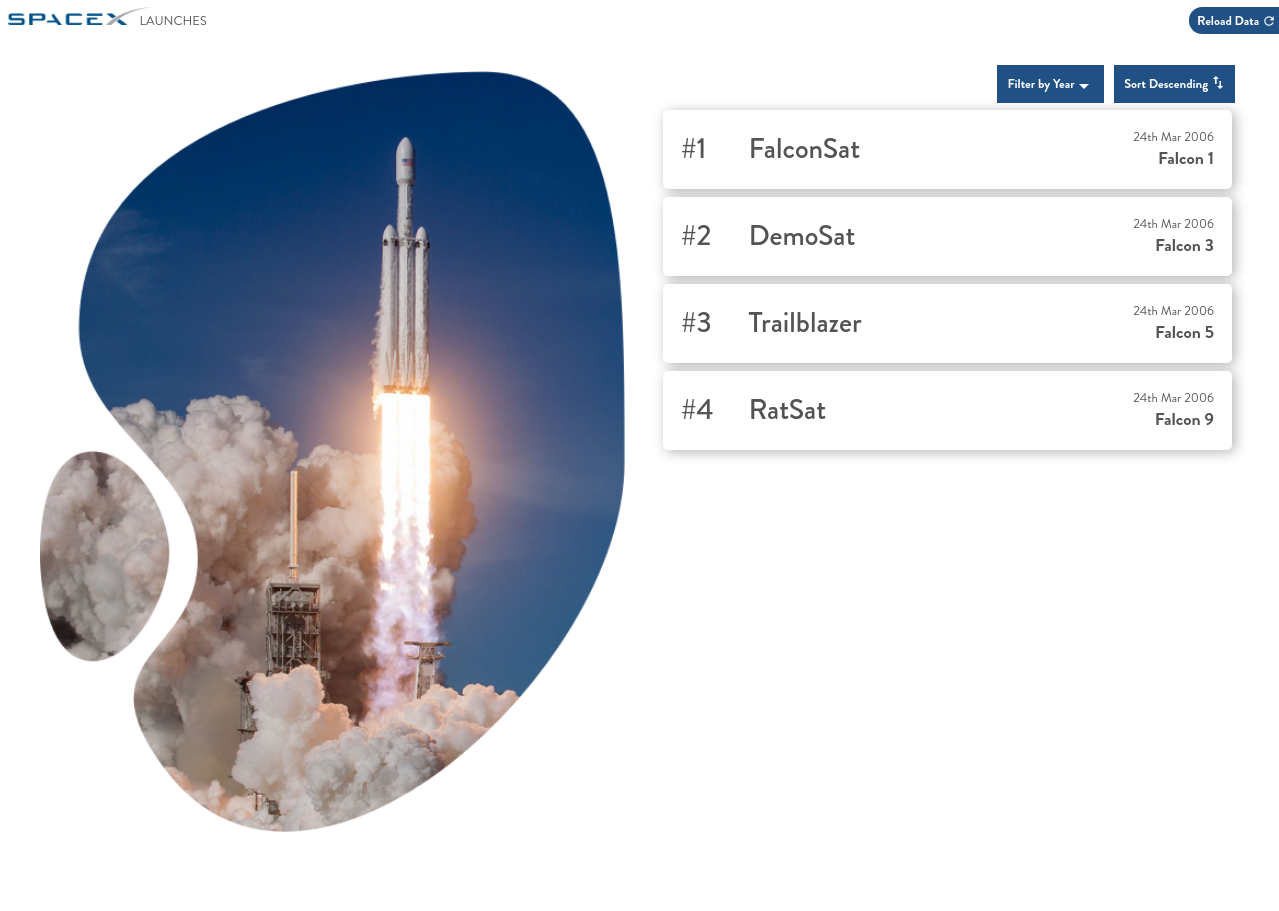 SPACEX LAUNCHES
Reload Data
Filter by Year
Sort Descending
#1 FalconSat 24th Mar 2006
Falcon 1
#2 DemoSat 24th Mar 2006
Falcon 3
#3 Trailblazer 24th Mar 2006
Falcon 5
#4 RatSat 24th Mar 2006
Falcon 9